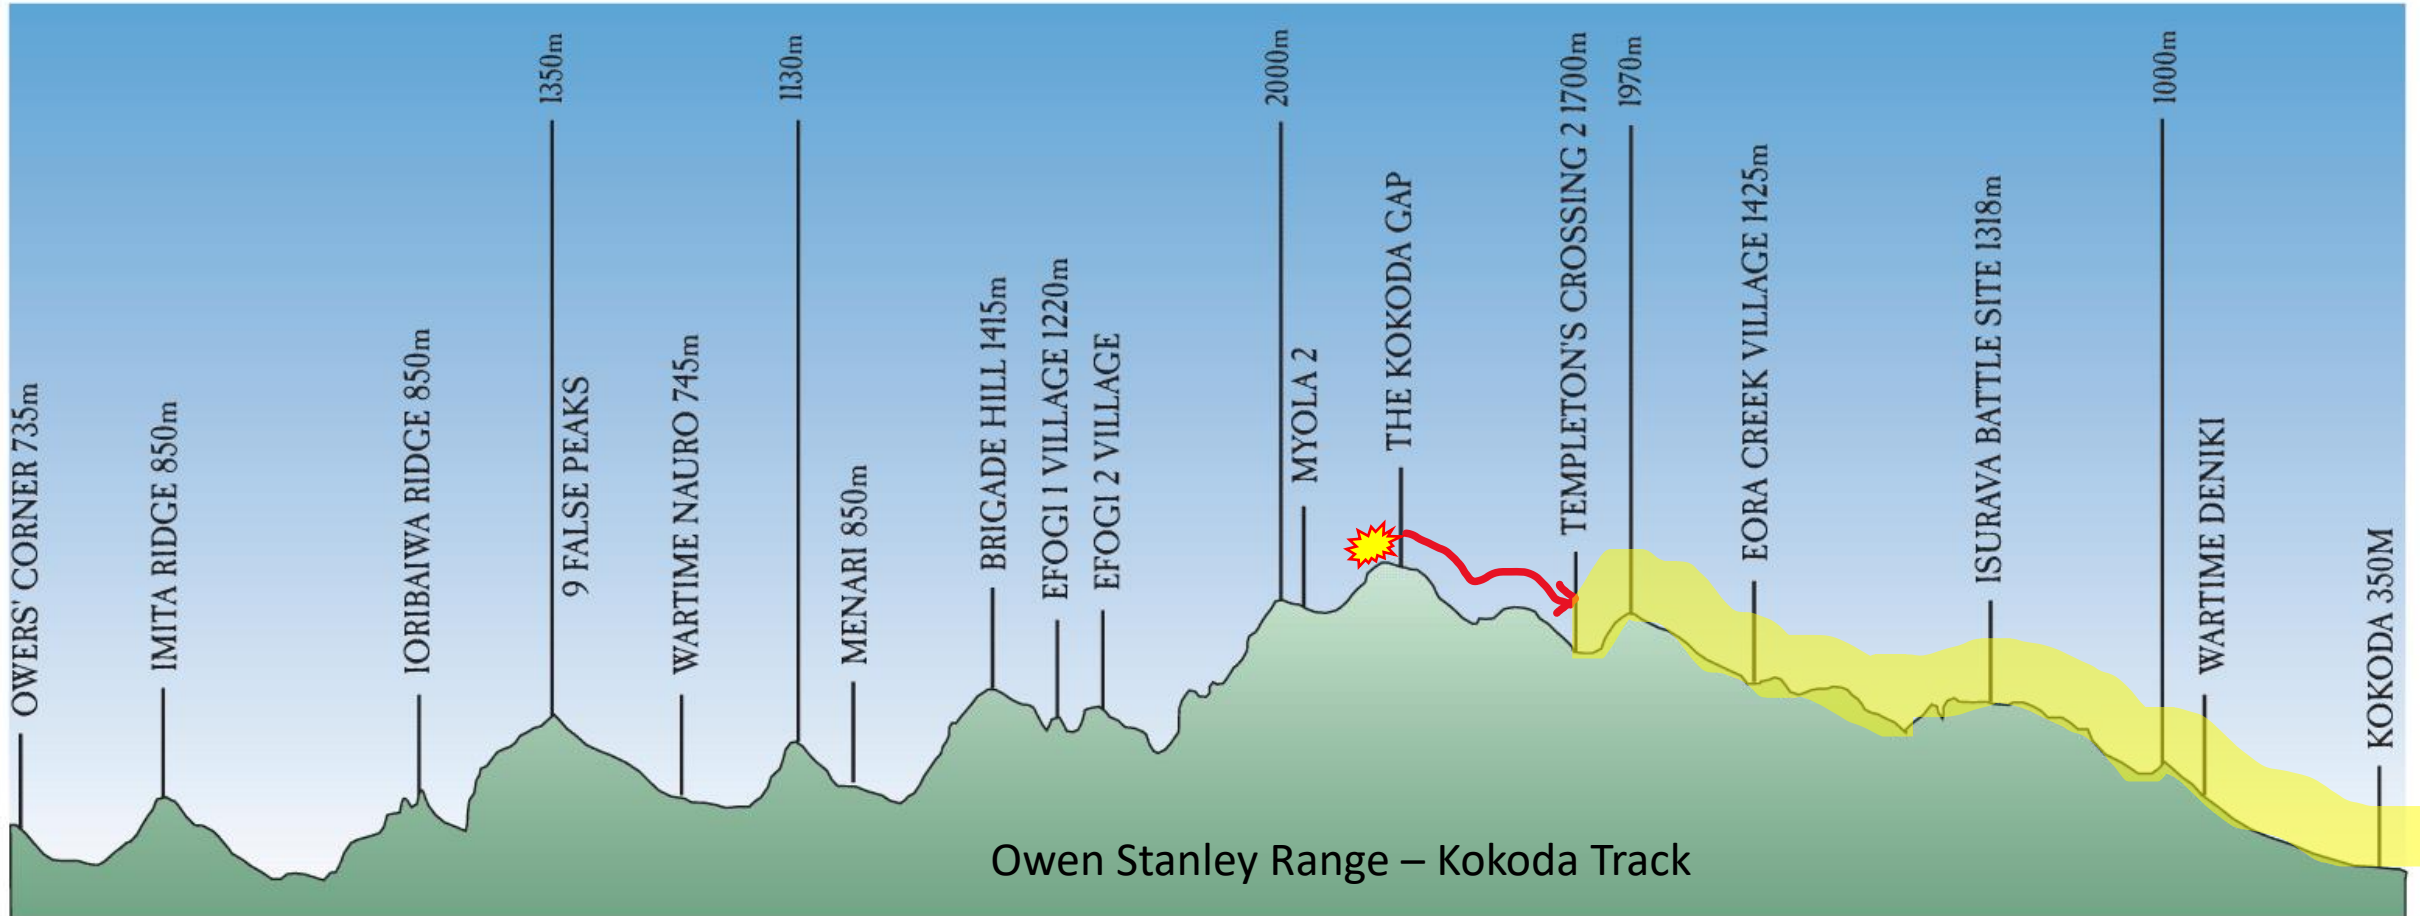 OWERS' CORNER 735m
IMITA RIDGE 850m
IORIBAIWA RIDGE 850m
1350m
9 FALSE PEAKS
WARTIME NAURO 745m
1130m
MENARI 850m
BRIGADE HILL 1415m
EFOGI 1 VILLAGE 1220m
EFOGI 2 VILLAGE
2000m
MYOLA 2
THE KOKODA GAP
TEMPLETON'S CROSSING 2 1700m
1970m
EORA CREEK VILLAGE 1425m
ISURAVA BATTLE SITE 1318m
1000m
WARTIME DENIKI
KOKODA 350M
Owen Stanley Range – Kokoda Track